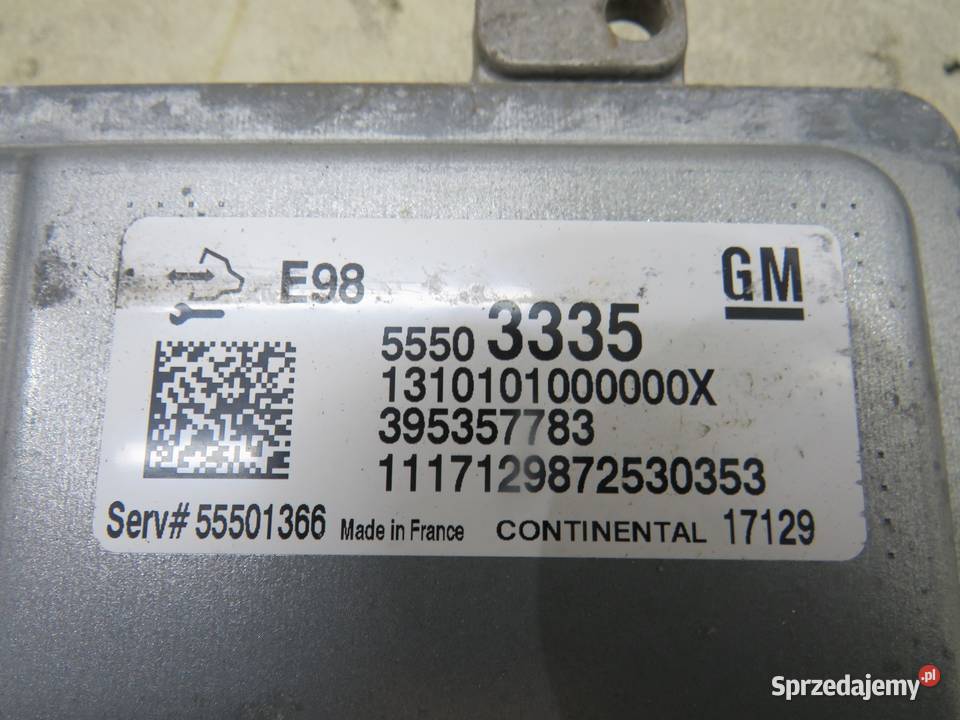 E98
GM
5550 3335
1310101000000X
395357783
1117129872530353
Serv# 55501366 Made in France CONTINENTAL 17129
Sprzedajemy.pl